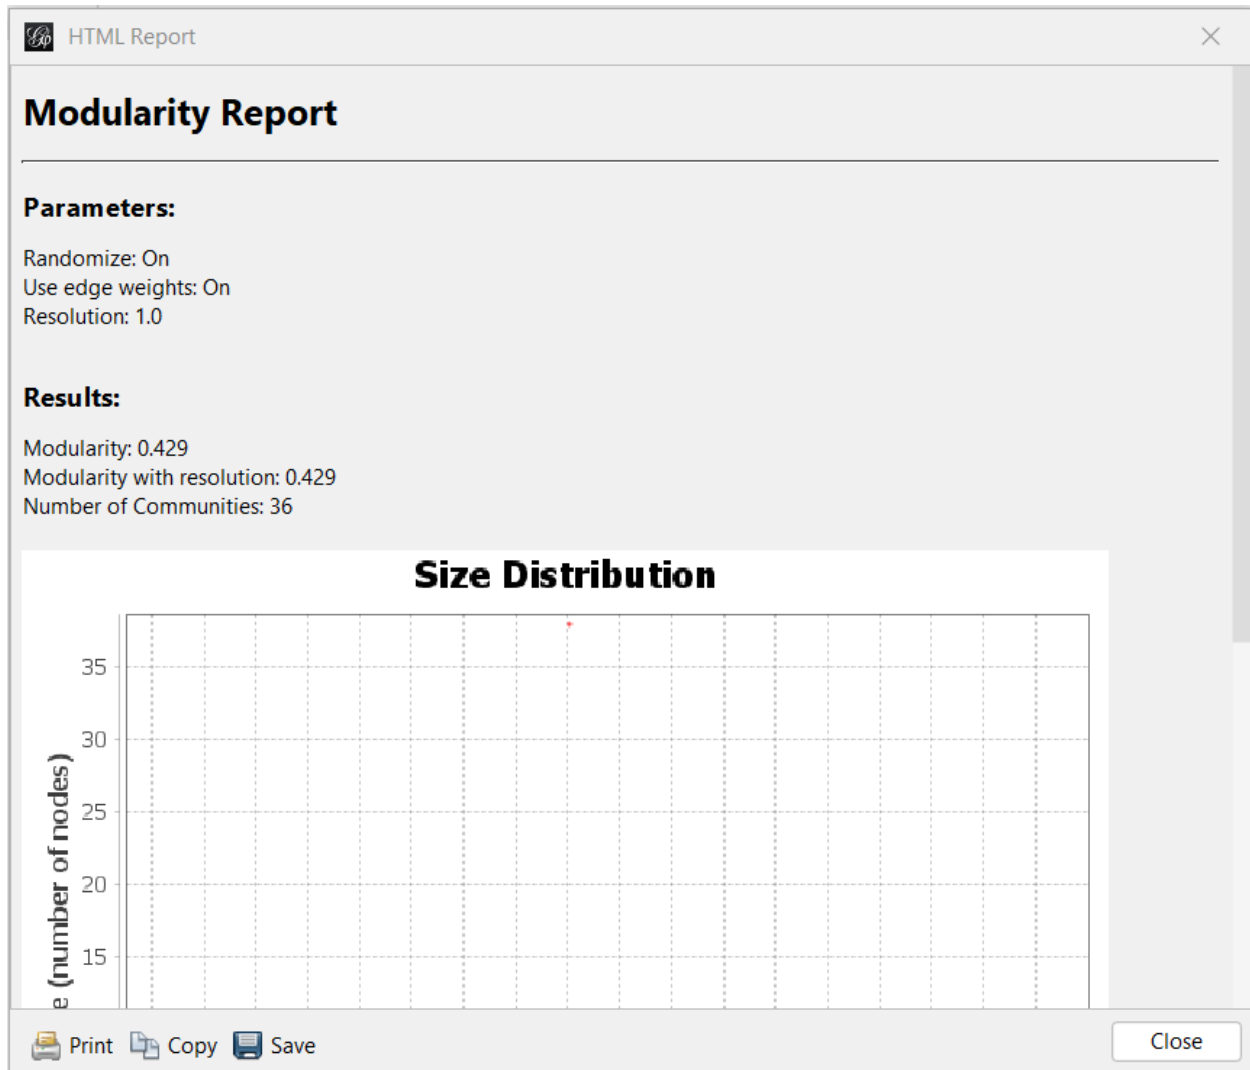 HTML Report
Modularity Report
Parameters:
Randomize: On
Use edge weights: On
Resolution: 1.0
Results:
Modularity: 0.429
Modularity with resolution: 0.429
Number of Communities: 36
Size Distribution
35
30
25
20
15
e (number of nodes)
Print Copy Save
Close